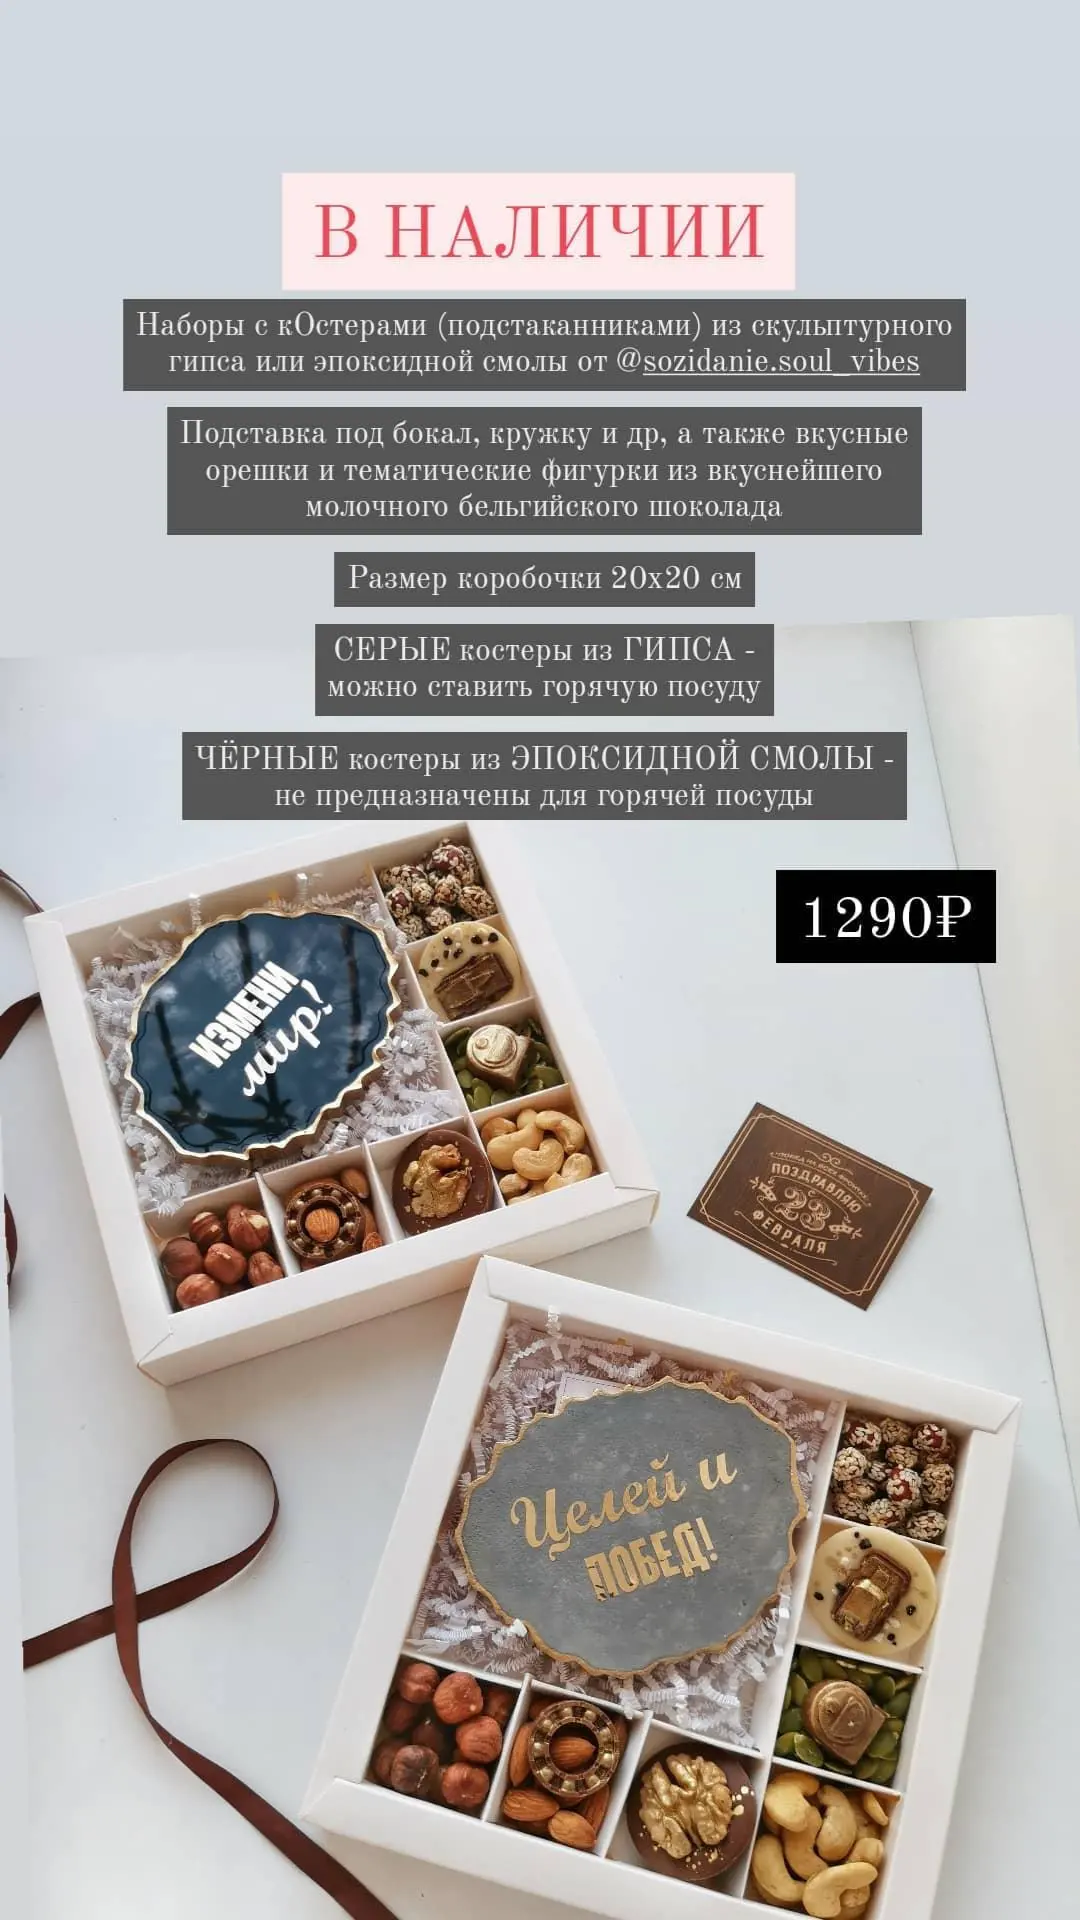 В НАЛИЧИИ
Наборы с кОстерами (подстаканниками) из скульптурного
гипса или эпоксидной смолы от @sozidanie.soul_vibes
Подставка под бокал, кружку и др, а также вкусные
орешки и тематические фигурки из вкуснейшего
молочного бельгийского шоколада
Размер коробочки 20х20 см
СЕРЫЕ костеры из ГИПСА -
можно ставить горячую посуду
ЧЁРНЫЕ костеры из ЭПОКСИДНОЙ СМОЛЫ -
не предназначены для горячей посуды
1290₽
ИЗМЕНИ
мир!
ПОЗДРАВЛЯЮ
23
ФЕВРАЛЯ
Целей и
ПОБЕД!